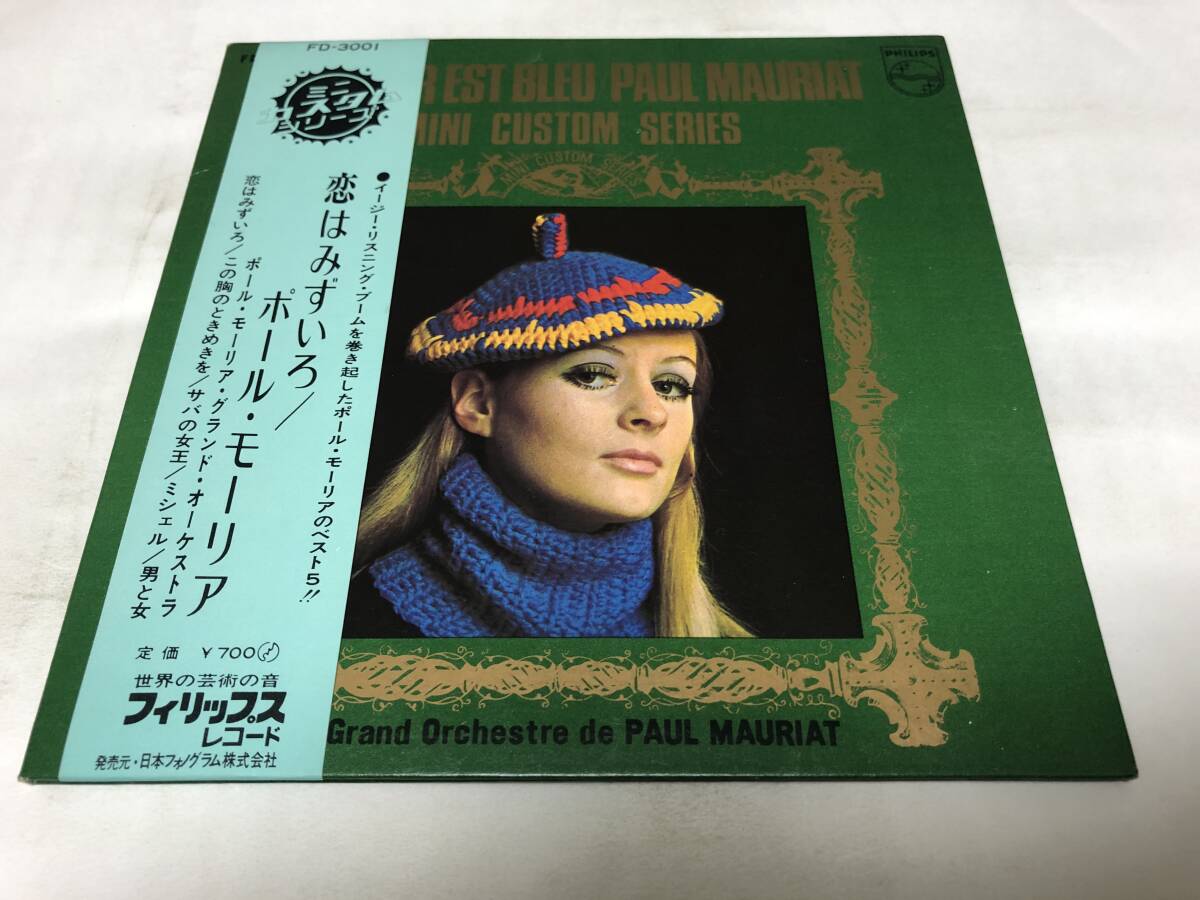 FD-3001
ミニカスタムシリーズ
●イージー・リスニング・ブームを巻き起したポール・モーリアのベスト5!!
恋はみずいろ/
ポール・モーリア
ポール・モーリア・グランド・オーケストラ
恋はみずいろ/この胸のときめきを/サバの女王/ミシェル/男と女
定価 ¥700
世界の芸術の音
フィリップス
レコード
発売元・日本フォノグラム株式会社
R EST BLEU PAUL MAURIAT
MINI CUSTOM SERIES
MINI CUSTOM SERIES
PHILIPS
Grand Orchestre de PAUL MAURIAT